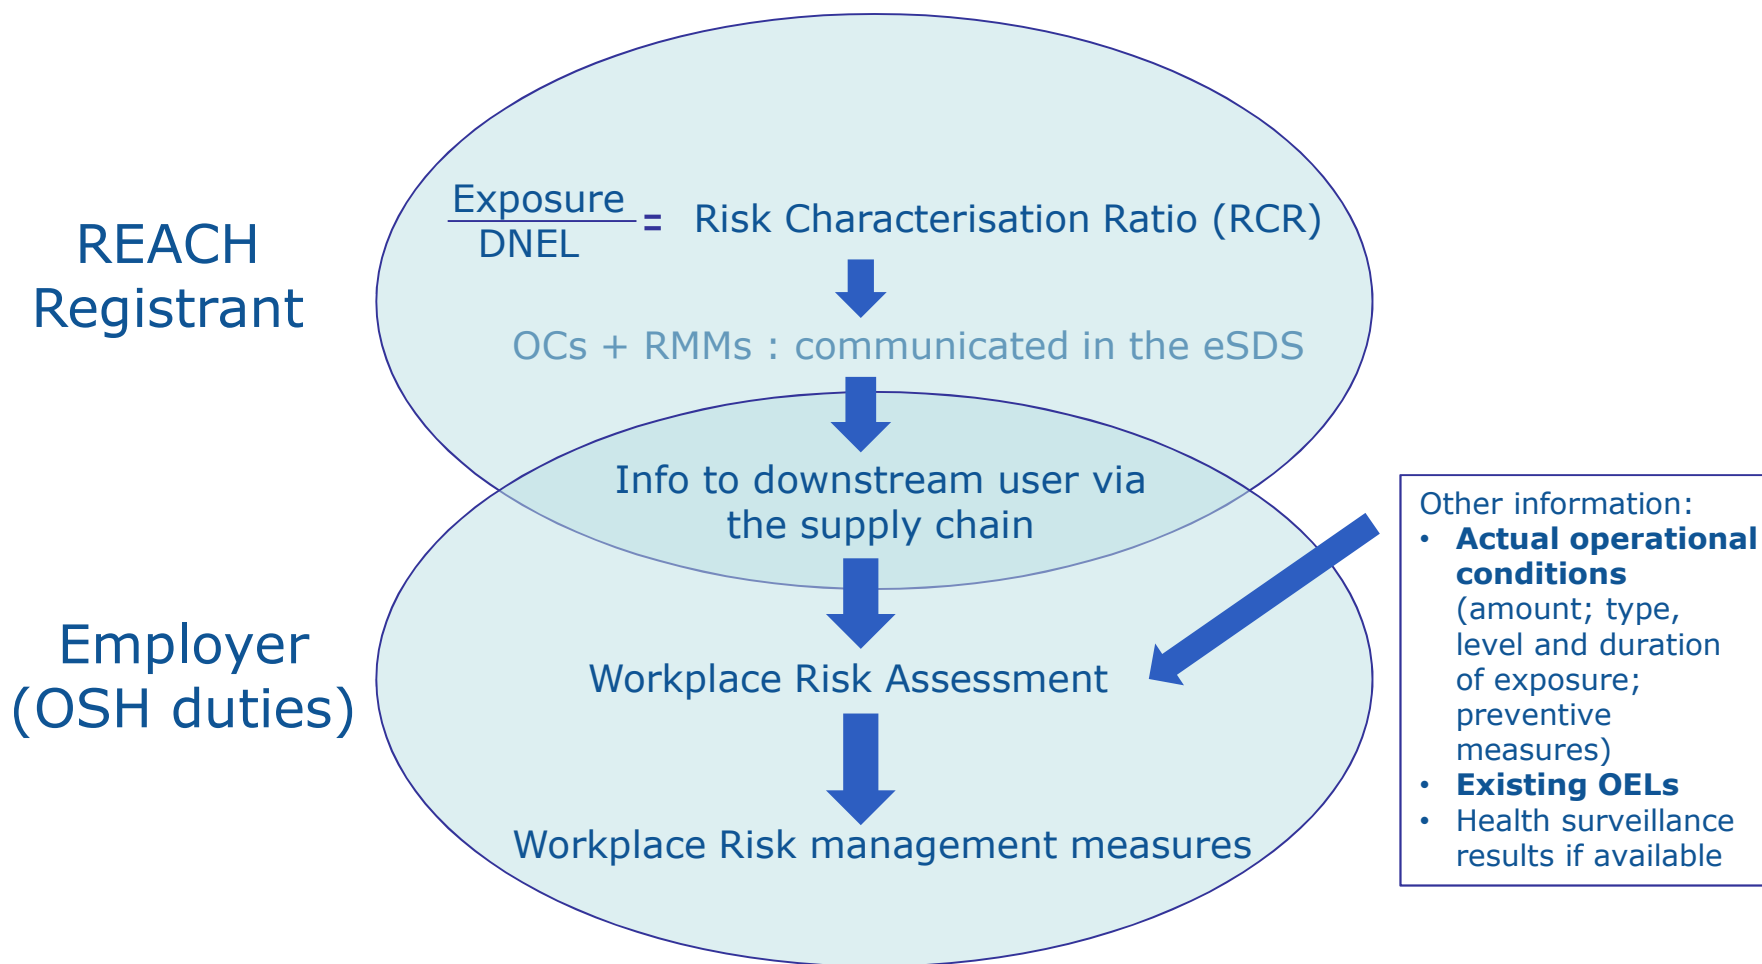 REACH
Registrant
Exposure
DNEL
= Risk Characterisation Ratio (RCR)
OCs + RMMs : communicated in the eSDS
Info to downstream user via
the supply chain
Employer
(OSH duties)
Workplace Risk Assessment
Workplace Risk management measures
Other information:
• Actual operational
conditions
(amount; type,
level and duration
of exposure;
preventive
measures)
• Existing OELs
• Health surveillance
results if available